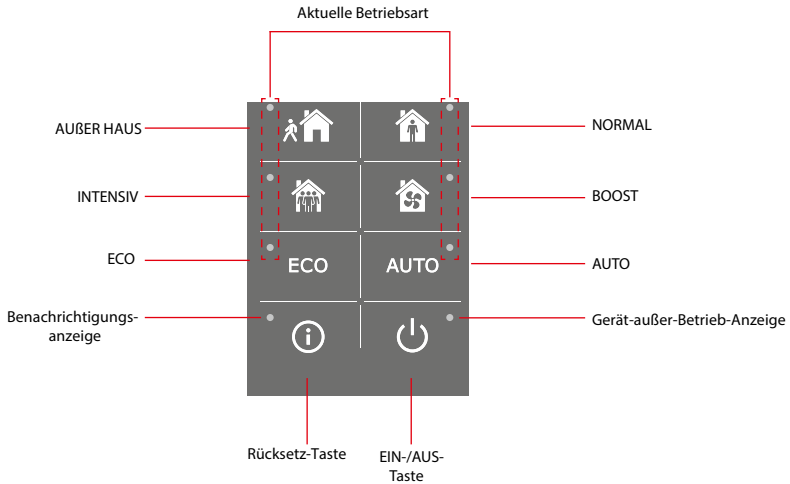 Aktuelle Betriebsart
AUßER HAUS
NORMAL
INTENSIV
BOOST
ECO
ECO
AUTO
AUTO
Benachrichtigungs-
anzeige
Gerät-außer-Betrieb-Anzeige
Rücksetz-Taste
EIN-/AUS-
Taste